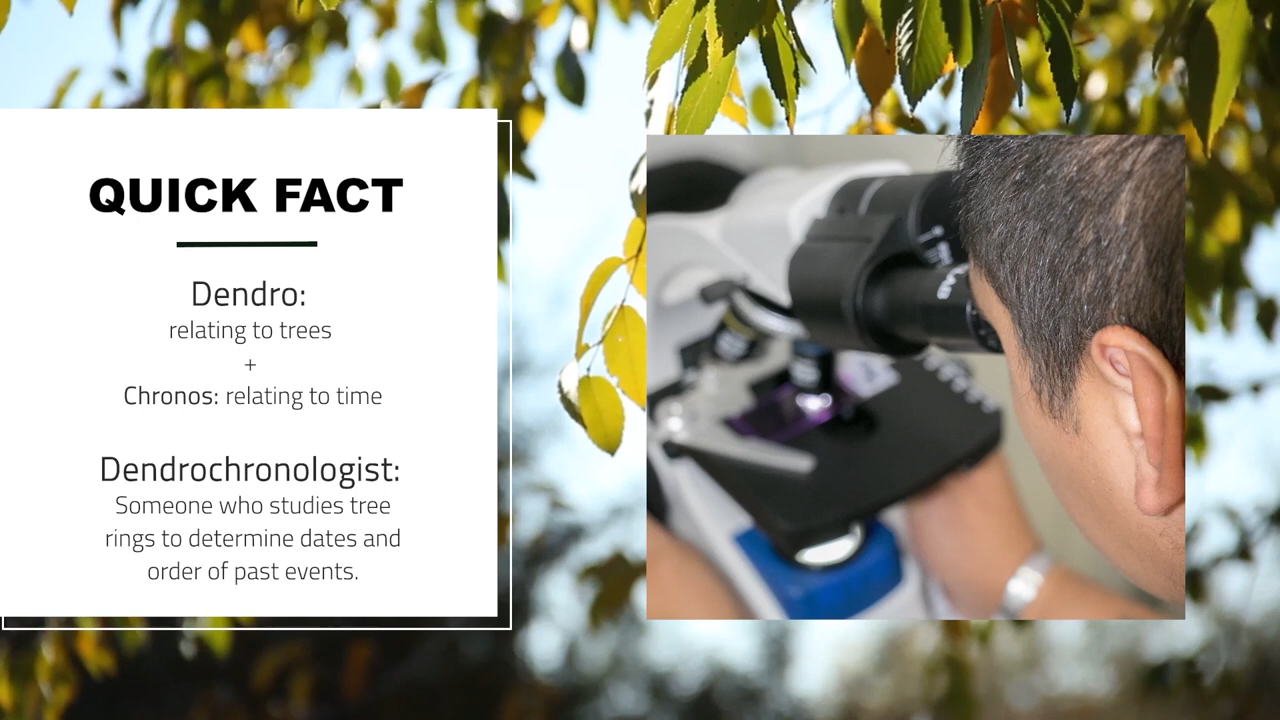 QUICK FACT
Dendro:
relating to trees
+
Chronos: relating to time
Dendrochronologist:
Someone who studies tree
rings to determine dates and
order of past events.